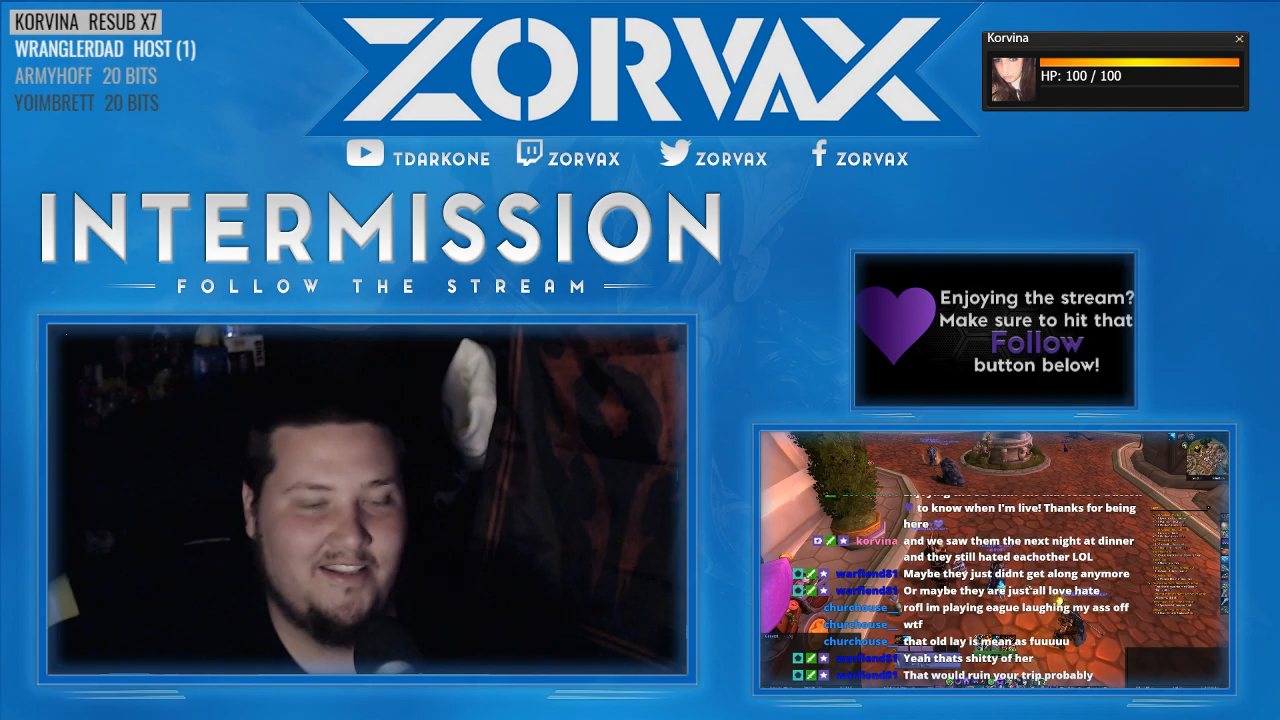 KORVINA RESUB X7
WRANGLERDAD HOST (1)
ARMYHOFF 20 BITS
YOIMBRETT 20 BITS
ZORVAX
TDARKONE ZORVAX ZORVAX ZORVAX
Korvina
HP: 100 / 100
INTERMISSION
FOLLOW THE STREAM
Enjoying the stream?
Make sure to hit that
Follow
button below!
to know when I'm live! Thanks for being
here
korvina and we saw them the next night at dinner
and they still hated eachother LOL
warfiend81 Maybe they just didnt get along anymore
warfiend81 Or maybe they are just all love hate
churchouse__ rofl im playing eague laughing my ass off
churchouse__ wtf
churchouse__ that old lay is mean as fuuuuu
warfiend81 Yeah thats shitty of her
warfiend81 That would ruin your trip probably